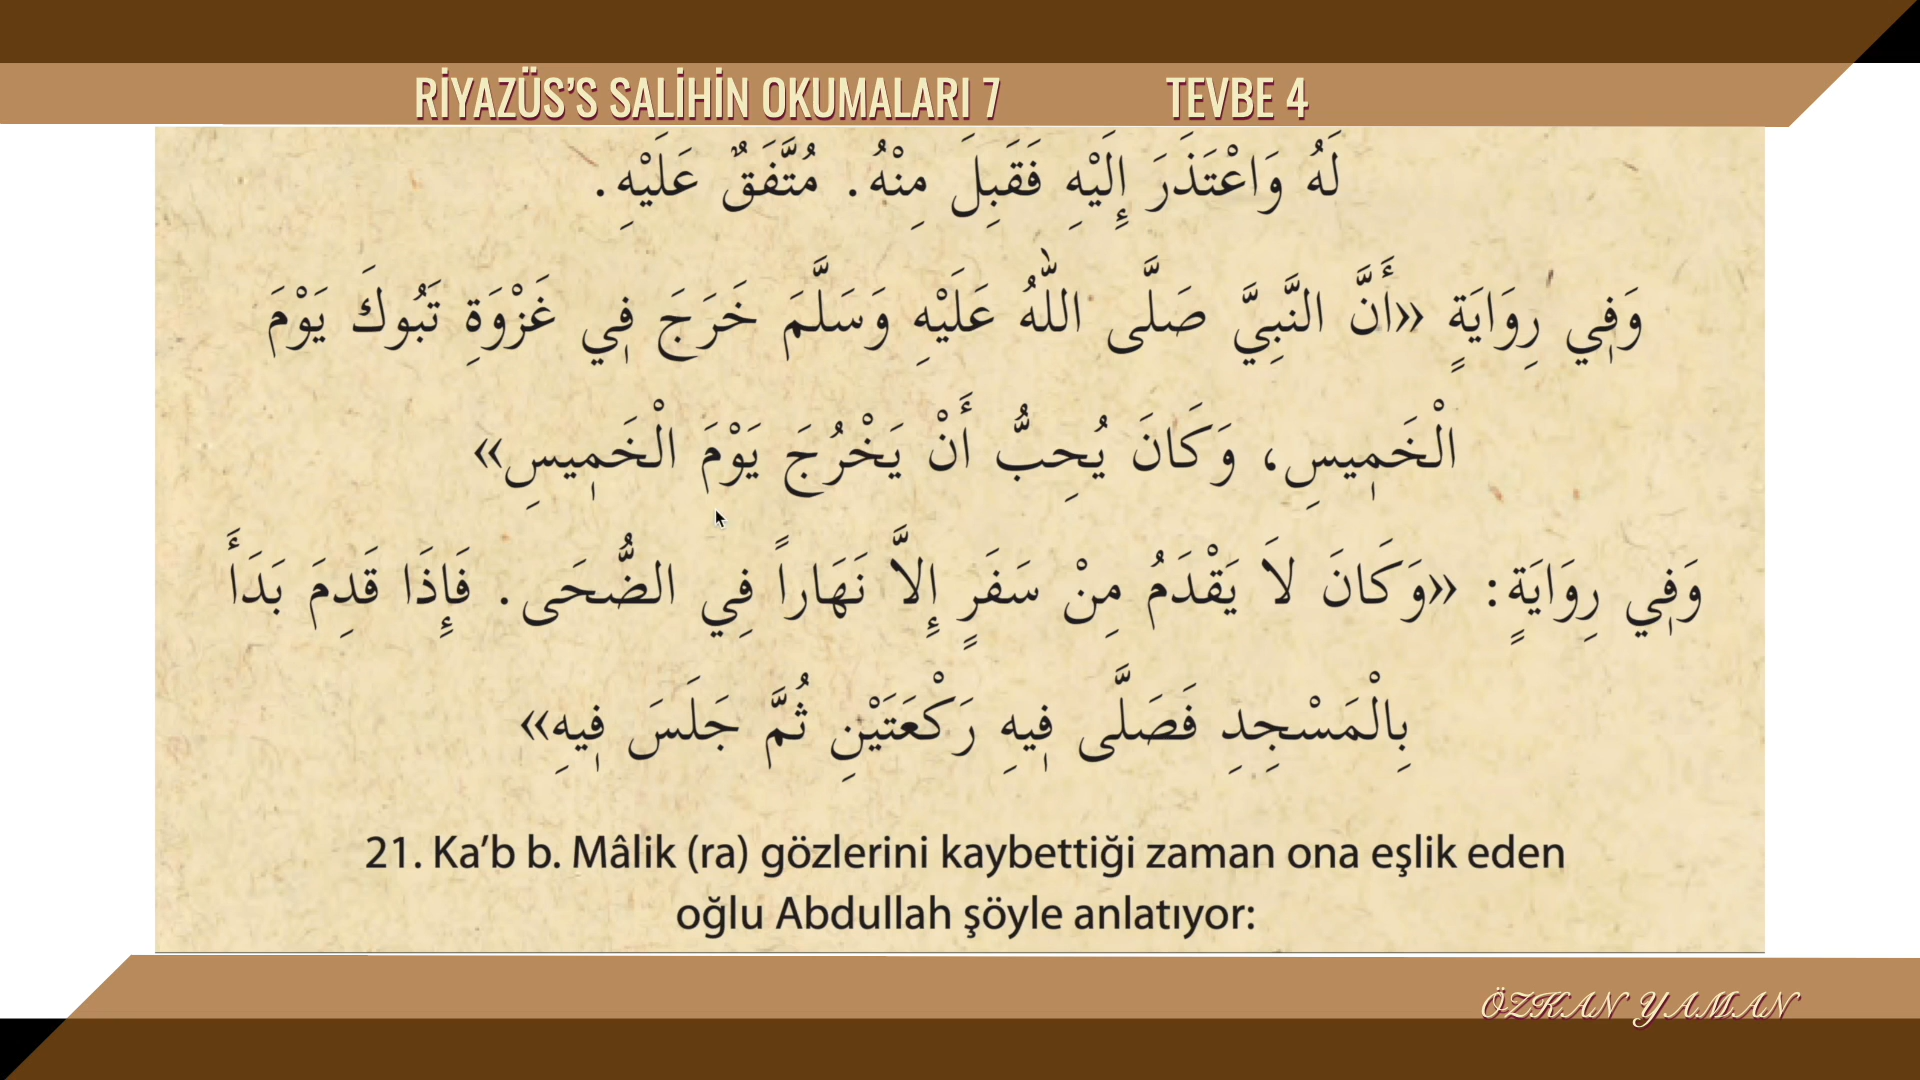 RİYAZÜS’S SALİHİN OKUMALARI 7 TEVBE 4
لَهُ وَاعْتَذَرَ إِلَيْهِ فَقَبِلَ مِنْهُ. مُتَّفَقٌ عَلَيْهِ.
وَفِي رِوَايَةٍ «أَنَّ النَّبِيَّ صَلَّى اللهُ عَلَيْهِ وَسَلَّمَ خَرَجَ فِي غَزْوَةِ تَبُوكَ يَوْمَ
الْخَمِيسِ، وَكَانَ يُحِبُّ أَنْ يَخْرُجَ يَوْمَ الْخَمِيسِ»
وَفِي رِوَايَةٍ: «وَكَانَ لاَ يَقْدَمُ مِنْ سَفَرٍ إِلاَّ نَهَاراً فِي الضُّحَى. فَإِذَا قَدِمَ بَدَأَ
بِالْمَسْجِدِ فَصَلَّى فِيهِ رَكْعَتَيْنِ ثُمَّ جَلَسَ فِيهِ»
21. Ka’b b. Mâlik (ra) gözlerini kaybettiği zaman ona eşlik eden
oğlu Abdullah şöyle anlatıyor:
ÖZKAN YAMAN